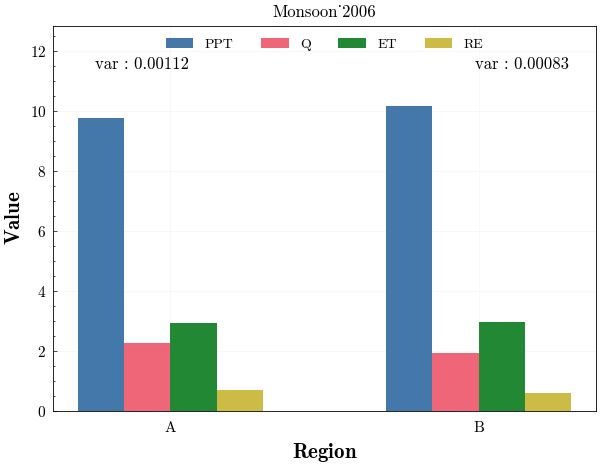 Monsoon˙2006
PPT Q ET RE
var : 0.00112 var : 0.00083
12
10
8
6
4
2
0
Value
A B
Region